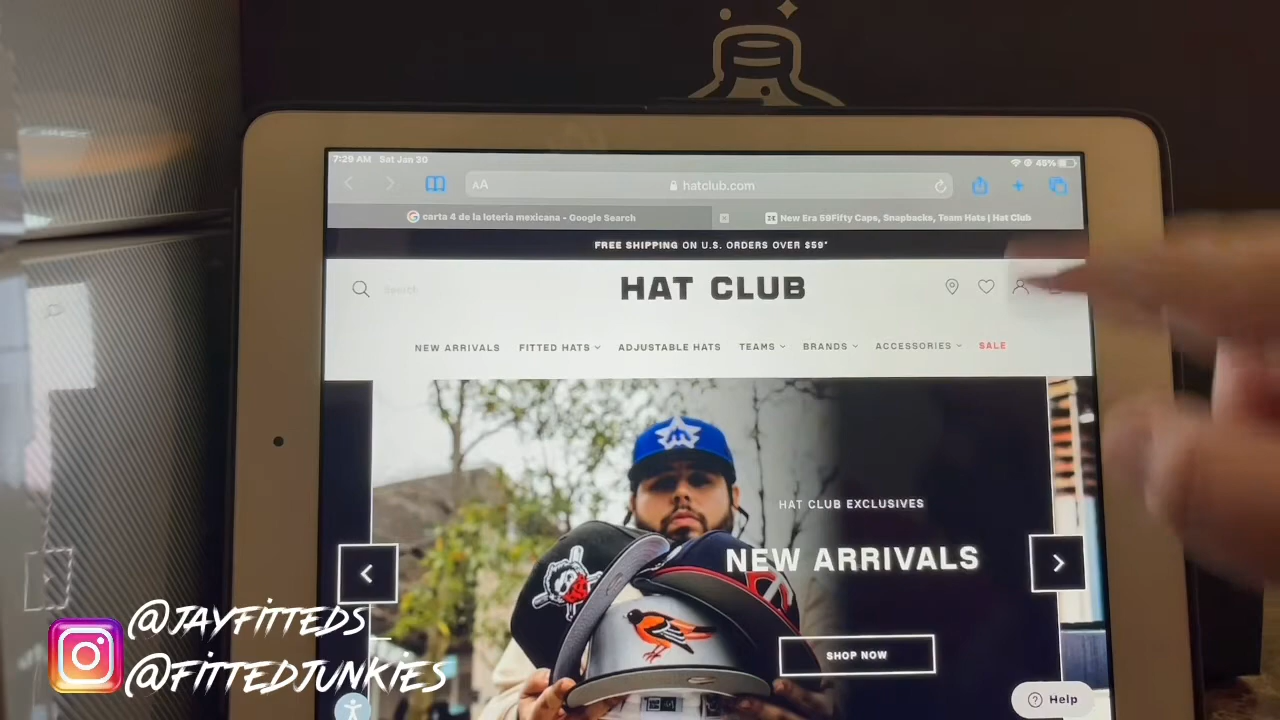 7:29 AM Sat Jan 30
45%
AA
hatclub.com
carta 4 de la loteria mexicana - Google Search
New Era 59Fifty Caps, Snapbacks, Team Hats | Hat Club
FREE SHIPPING ON U.S. ORDERS OVER $59*
Search
HAT CLUB
NEW ARRIVALS FITTED HATS ADJUSTABLE HATS TEAMS BRANDS ACCESSORIES SALE
HAT CLUB EXCLUSIVES
NEW ARRIVALS
SHOP NOW
Help
@JAYFITTEDS
@FITTEDJUNKIES